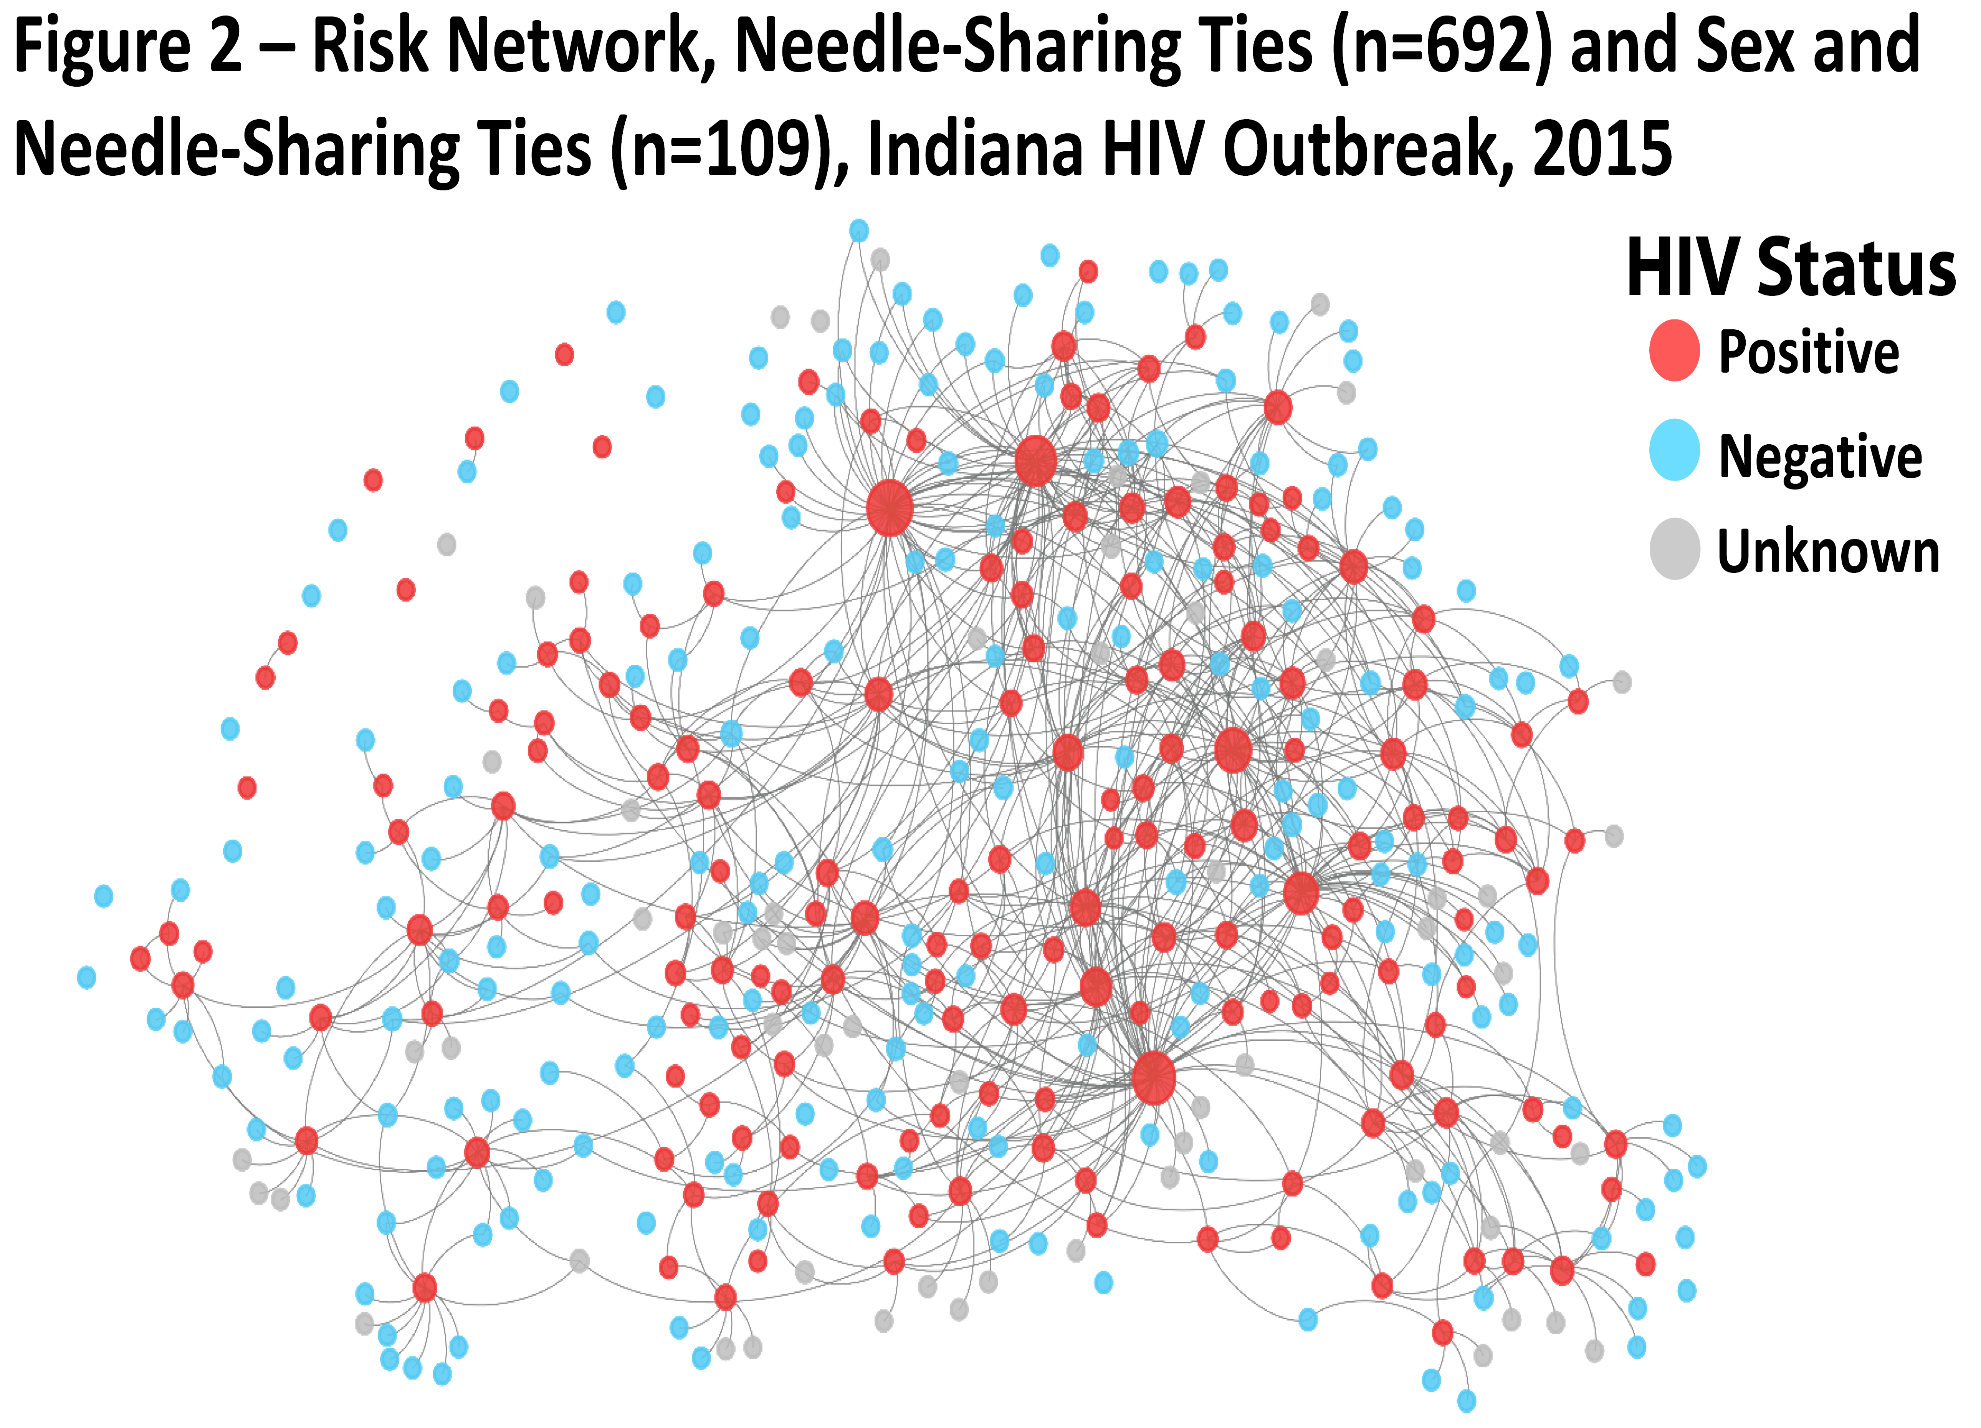 Figure 2 – Risk Network, Needle-Sharing Ties (n=692) and Sex and
Needle-Sharing Ties (n=109), Indiana HIV Outbreak, 2015
HIV Status
Positive
Negative
Unknown